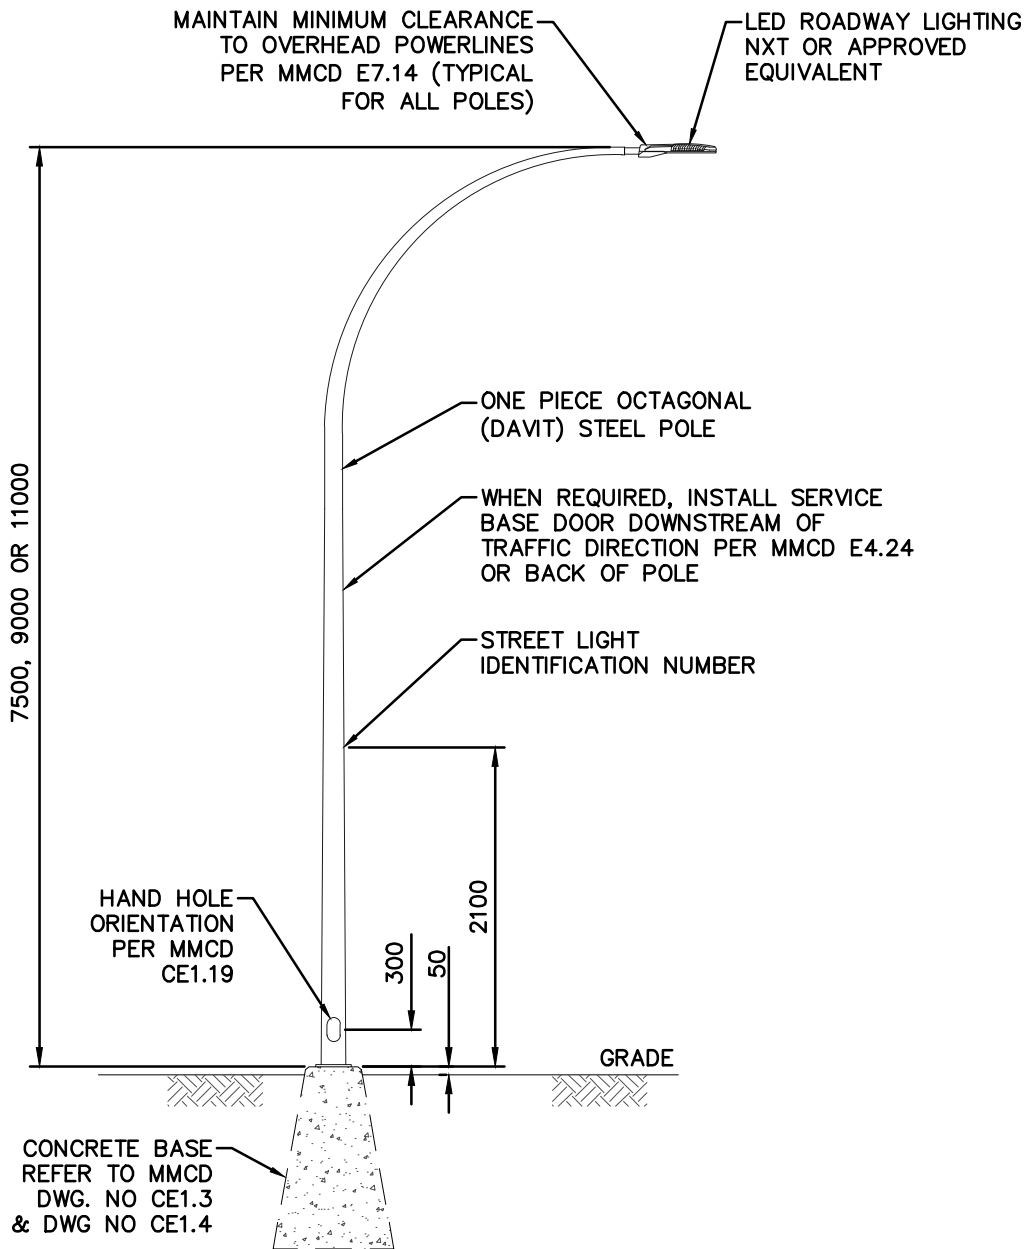 MAINTAIN MINIMUM CLEARANCE
TO OVERHEAD POWERLINES
PER MMCD E7.14 (TYPICAL
FOR ALL POLES)
LED ROADWAY LIGHTING
NXT OR APPROVED
EQUIVALENT
ONE PIECE OCTAGONAL
(DAVIT) STEEL POLE
7500, 9000 OR 11000
WHEN REQUIRED, INSTALL SERVICE
BASE DOOR DOWNSTREAM OF
TRAFFIC DIRECTION PER MMCD E4.24
OR BACK OF POLE
STREET LIGHT
IDENTIFICATION NUMBER
HAND HOLE
ORIENTATION
PER MMCD
CE1.19
300
50
2100
GRADE
CONCRETE BASE
REFER TO MMCD
DWG. NO CE1.3
& DWG NO CE1.4